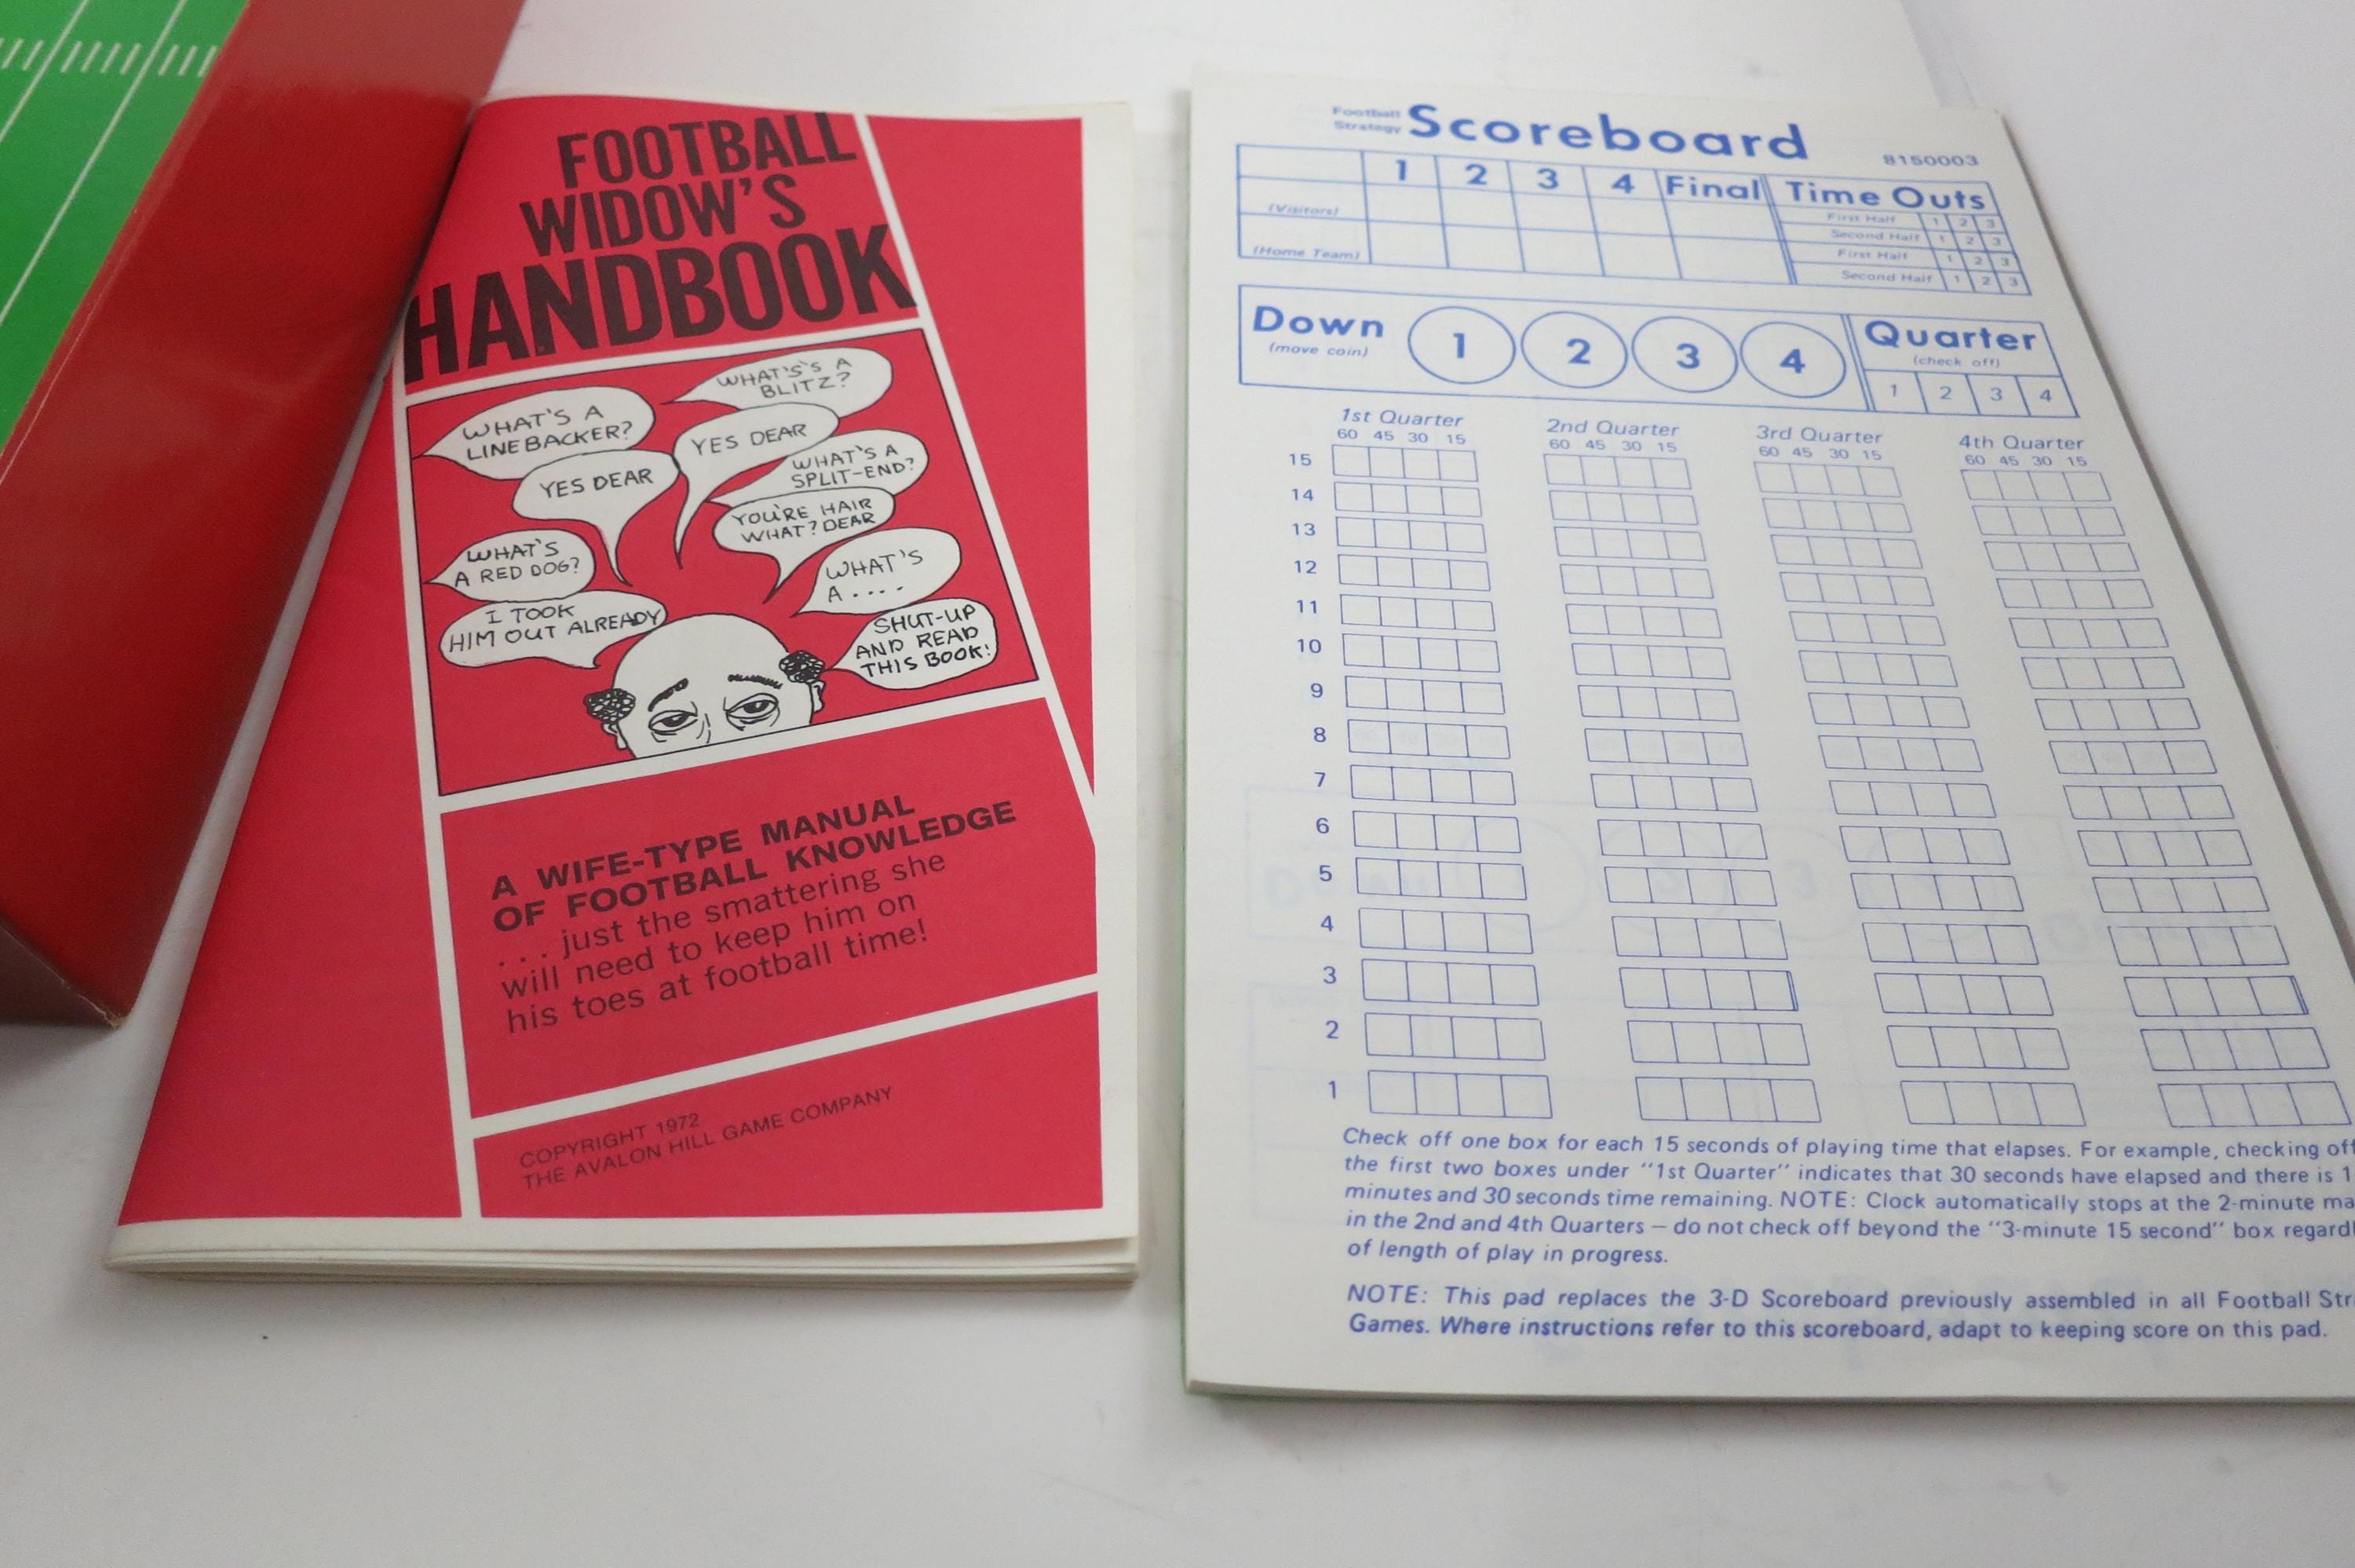 FOOTBALL
WIDOW'S
HANDBOOK
WHAT'S A
LINEBACKER?
WHAT'S'S A
BLITZ?
YES DEAR
YES DEAR
WHAT'S A
SPLIT-END?
YOU'RE HAIR
WHAT? DEAR
WHAT'S
A RED DOG?
WHAT'S
A....
I TOOK
HIM OUT ALREADY
SHUT-UP
AND READ
THIS BOOK!
A WIFE-TYPE MANUAL
OF FOOTBALL KNOWLEDGE
...just the smattering she
will need to keep him on
his toes at football time!
COPYRIGHT 1972
THE AVALON HILL GAME COMPANY
Football
Strategy
Scoreboard
8150003
1 2 3 4 Final Time Outs
(Visitors)
First Half 1 2 3
Second Half 1 2 3
(Home Team)
First Half 1 2 3
Second Half 1 2 3
Down
(move coin)
1 2 3 4
Quarter
(check off)
1 2 3 4
1st Quarter 2nd Quarter 3rd Quarter 4th Quarter
60 45 30 15 60 45 30 15 60 45 30 15 60 45 30 15
15
14
13
12
11
10
9
8
7
6
5
4
3
2
1
Check off one box for each 15 seconds of playing time that elapses. For example, checking off
the first two boxes under "1st Quarter" indicates that 30 seconds have elapsed and there is
minutes and 30 seconds time remaining. NOTE: Clock automatically stops at the 2-minute
in the 2nd and 4th Quarters – do not check off beyond the "3-minute 15 second" box
of length of play in progress.
NOTE: This pad replaces the 3-D Scoreboard previously assembled in all Football
Games. Where instructions refer to this scoreboard, adapt to keeping score on this pad.